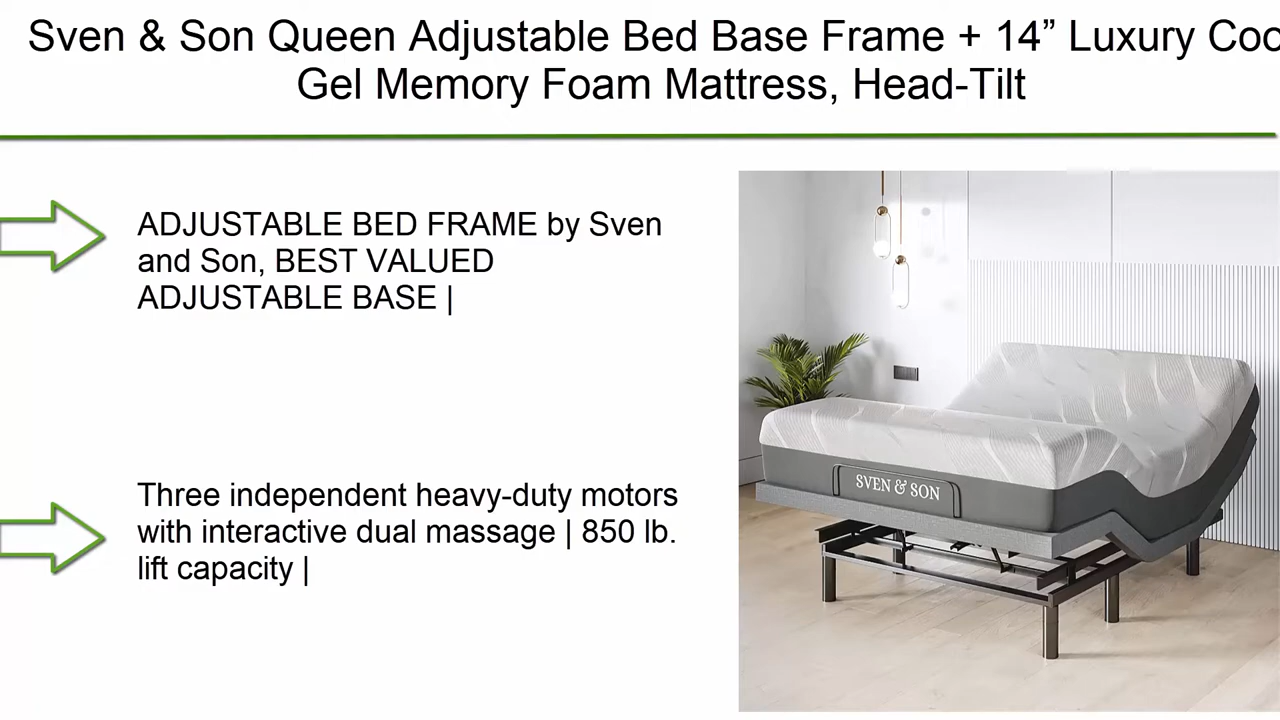 Sven & Son Queen Adjustable Bed Base Frame + 14” Luxury
Gel Memory Foam Mattress, Head-Tilt
ADJUSTABLE BED FRAME by Sven
and Son, BEST VALUED
ADJUSTABLE BASE |
Three independent heavy-duty motors
with interactive dual massage | 850 lb.
lift capacity |
SVEN & SON